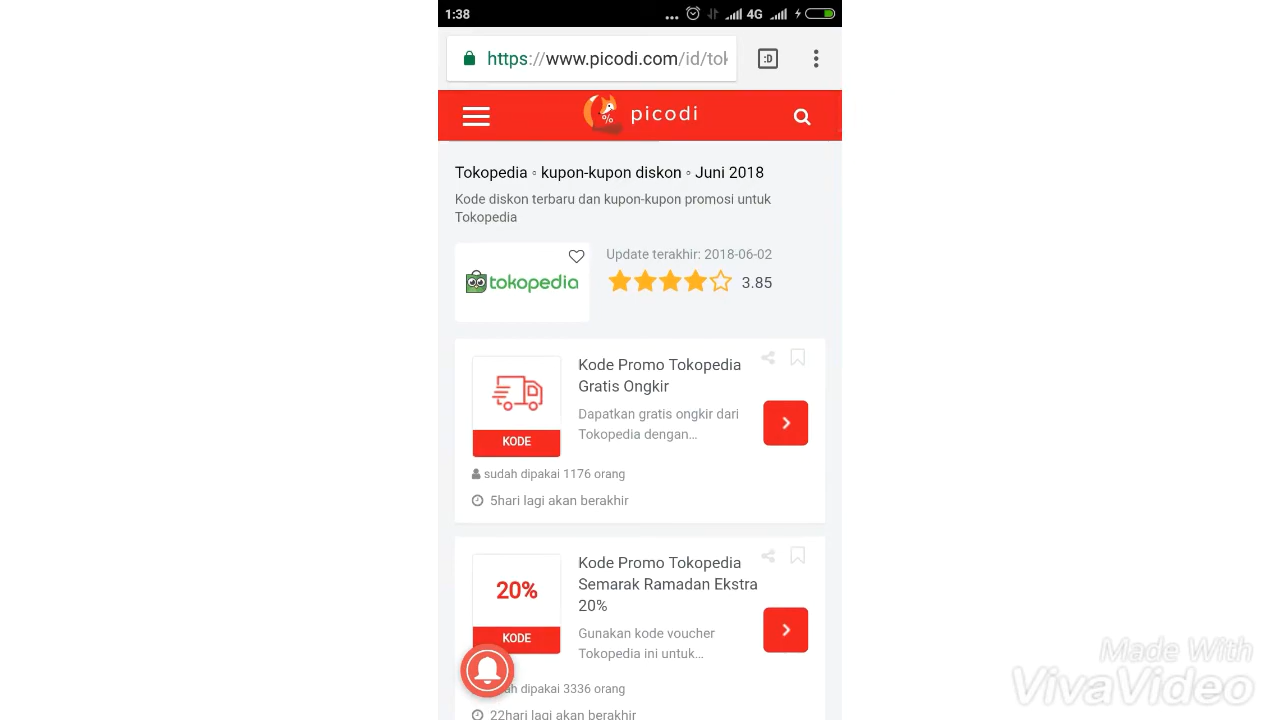 1:38
4G
https://www.picodi.com/id/tok
:D
picodi
Tokopedia ◦ kupon-kupon diskon ◦ Juni 2018
Kode diskon terbaru dan kupon-kupon promosi untuk
Tokopedia
tokopedia
Update terakhir: 2018-06-02
3.85
Kode Promo Tokopedia
Gratis Ongkir
Dapatkan gratis ongkir dari
Tokopedia dengan…
KODE
sudah dipakai 1176 orang
5hari lagi akan berakhir
20%
KODE
Kode Promo Tokopedia
Semarak Ramadan Ekstra
20%
Gunakan kode voucher
Tokopedia ini untuk…
dipakai 3336 orang
22hari lagi akan berakhir
Made With
VivaVideo